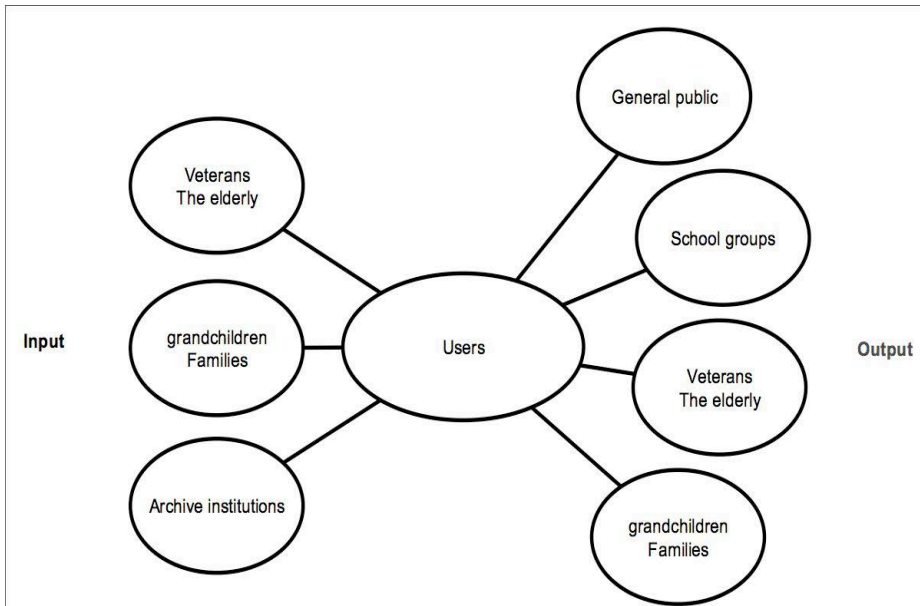 General public
Veterans
The elderly
School groups
Input
grandchildren
Families
Users
Output
Veterans
The elderly
Archive institutions
grandchildren
Families